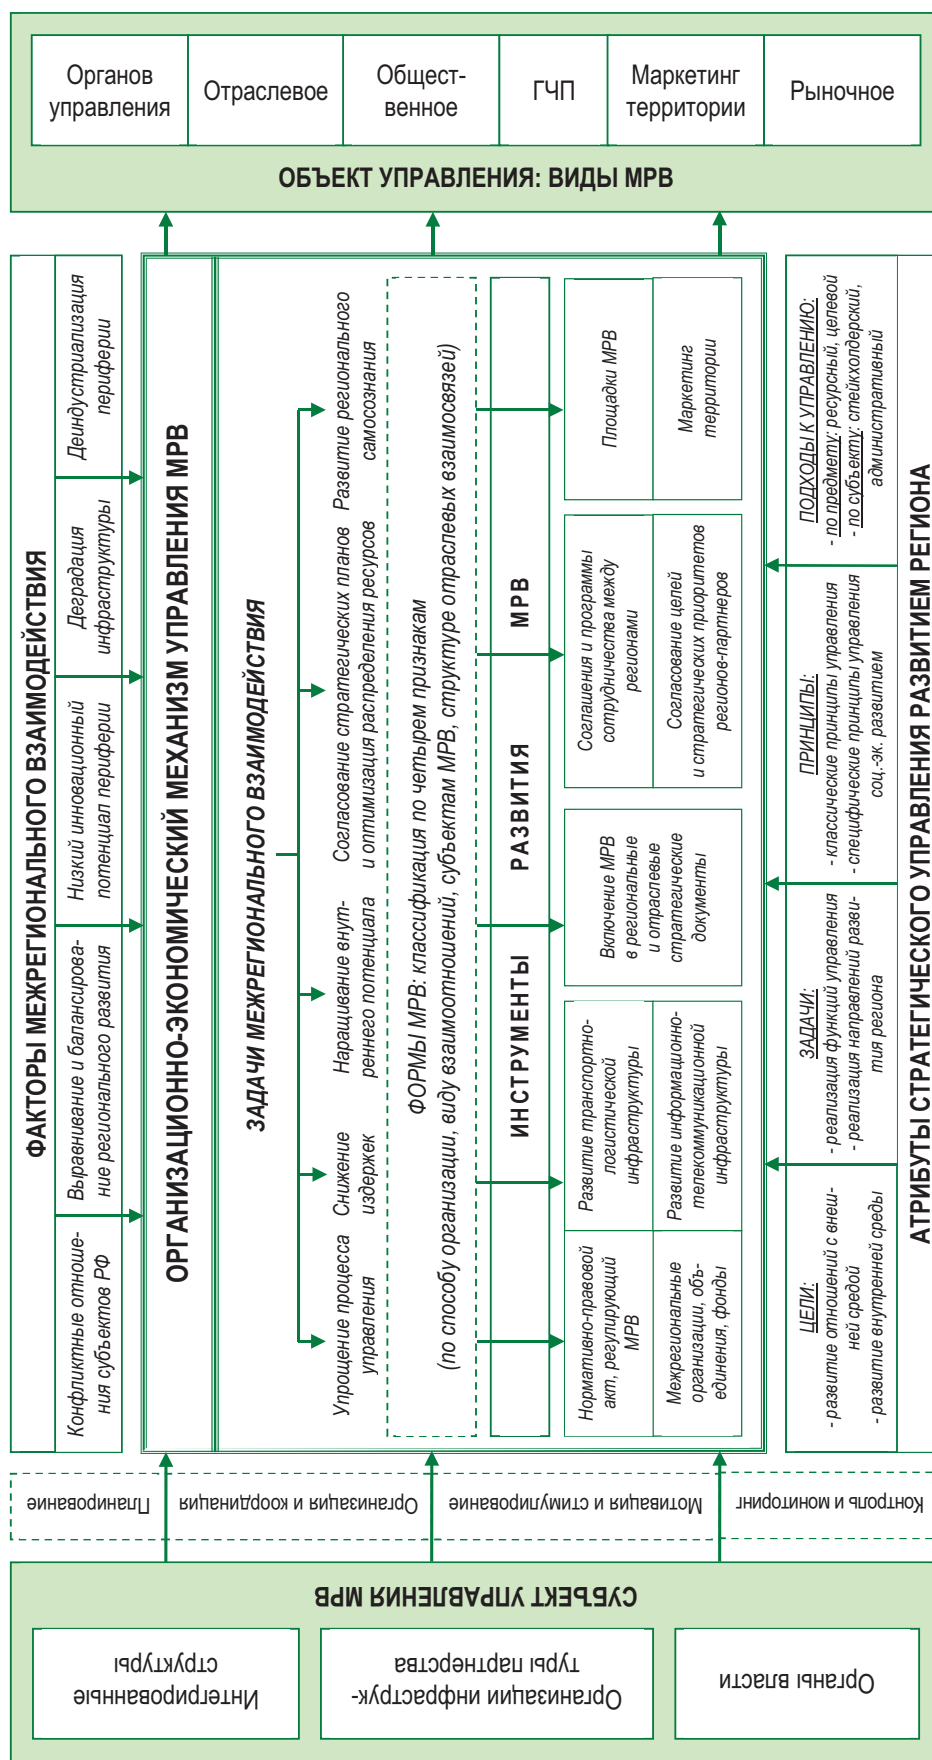 Органов
управления
Отраслевое
Общест-
венное
ГЧП
Маркетинг
территории
Рыночное
ОБЪЕКТ УПРАВЛЕНИЯ: ВИДЫ МРВ
ФАКТОРЫ МЕЖРЕГИОНАЛЬНОГО ВЗАИМОДЕЙСТВИЯ
Конфликтные отноше-
ния субъектов РФ
Выравнивание и балансирова-
ние регионального развития
Низкий инновационный
потенциал периферии
Деградация
инфраструктуры
Деиндустриализация
периферии
ОРГАНИЗАЦИОННО-ЭКОНОМИЧЕСКИЙ МЕХАНИЗМ УПРАВЛЕНИЯ МРВ
ЗАДАЧИ МЕЖРЕГИОНАЛЬНОГО ВЗАИМОДЕЙСТВИЯ
Упрощение процесса
управления
Снижение
издержек
Наращивание внут-
реннего потенциала
Согласование стратегических планов
и оптимизация распределения ресурсов
Развитие регионального
самосознания
ФОРМЫ МРВ: классификация по четырем признакам
(по способу организации, виду взаимоотношений, субъектам МРВ, структуре отраслевых взаимосвязей)
ИНСТРУМЕНТЫ РАЗВИТИЯ МРВ
Нормативно-правовой
акт, регулирующий
МРВ
Межрегиональные
организации, объ-
единения, фонды
Развитие транспортно-
логистической
инфраструктуры
Развитие информационно-
телекоммуникационной
инфраструктуры
Включение МРВ
в региональные
и отраслевые
стратегические
документы
Соглашения и программы
сотрудничества между
регионами
Согласование целей
и стратегических приоритетов
регионов-партнеров
Площадки МРВ
Маркетинг
территории
ЦЕЛИ:
- развитие отношений с внеш-
ней средой
- развитие внутренней среды
ЗАДАЧИ:
- реализация функций управления
- реализация направлений разви-
тия региона
ПРИНЦИПЫ:
- классические принципы управления
- специфические принципы управления
соц.-эк. развитием
ПОДХОДЫ К УПРАВЛЕНИЮ:
- по предмету: ресурсный, целевой
- по субъекту: стейкхолдерский,
административный
АТРИБУТЫ СТРАТЕГИЧЕСКОГО УПРАВЛЕНИЯ РАЗВИТИЕМ РЕГИОНА
Планирование
Организация и координация
Мотивация и стимулирование
Контроль и мониторинг
СУБЪЕКТ УПРАВЛЕНИЯ МРВ
Интегрированные
структуры
Организации инфраструк-
туры партнерства
Органы власти